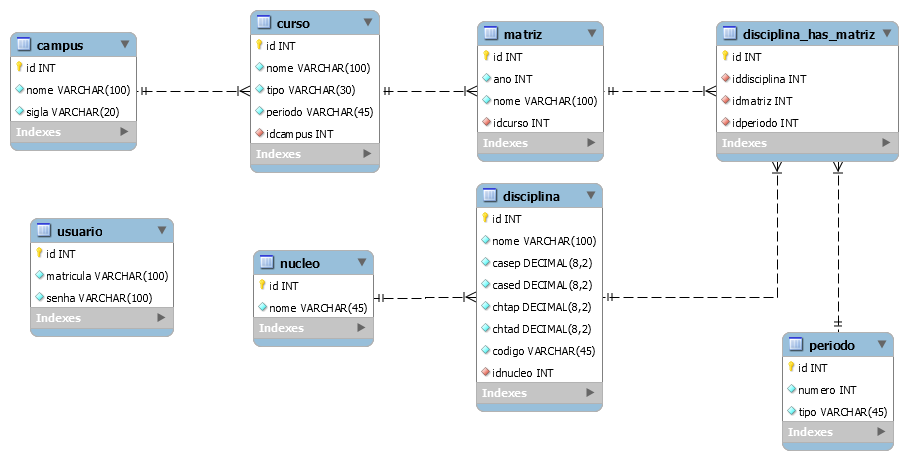 campus
id INT
nome VARCHAR(100)
sigla VARCHAR(20)
Indexes
curso
id INT
nome VARCHAR(100)
tipo VARCHAR(30)
periodo VARCHAR(45)
idcampus INT
Indexes
matriz
id INT
ano INT
nome VARCHAR(100)
idcurso INT
Indexes
disciplina_has_matriz
id INT
iddisciplina INT
idmatriz INT
idperiodo INT
Indexes
usuario
id INT
matricula VARCHAR(100)
senha VARCHAR(100)
Indexes
nucleo
id INT
nome VARCHAR(45)
Indexes
disciplina
id INT
nome VARCHAR(100)
casep DECIMAL(8,2)
cased DECIMAL(8,2)
chtap DECIMAL(8,2)
chtad DECIMAL(8,2)
codigo VARCHAR(45)
idnucleo INT
Indexes
periodo
id INT
numero INT
tipo VARCHAR(45)
Indexes